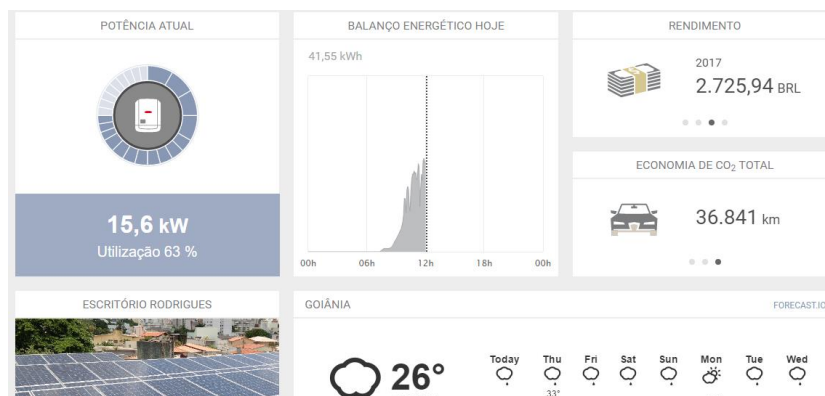 POTÊNCIA ATUAL
15,6 kW
Utilização 63 %
BALANÇO ENERGÉTICO HOJE
41,55 kWh
00h 06h 12h 18h 00h
RENDIMENTO
2017
2.725,94 BRL
ECONOMIA DE CO₂ TOTAL
36.841 km
ESCRITÓRIO RODRIGUES
GOIÂNIA
FORECAST.IO
26°
Today Thu Fri Sat Sun Mon Tue Wed
33°